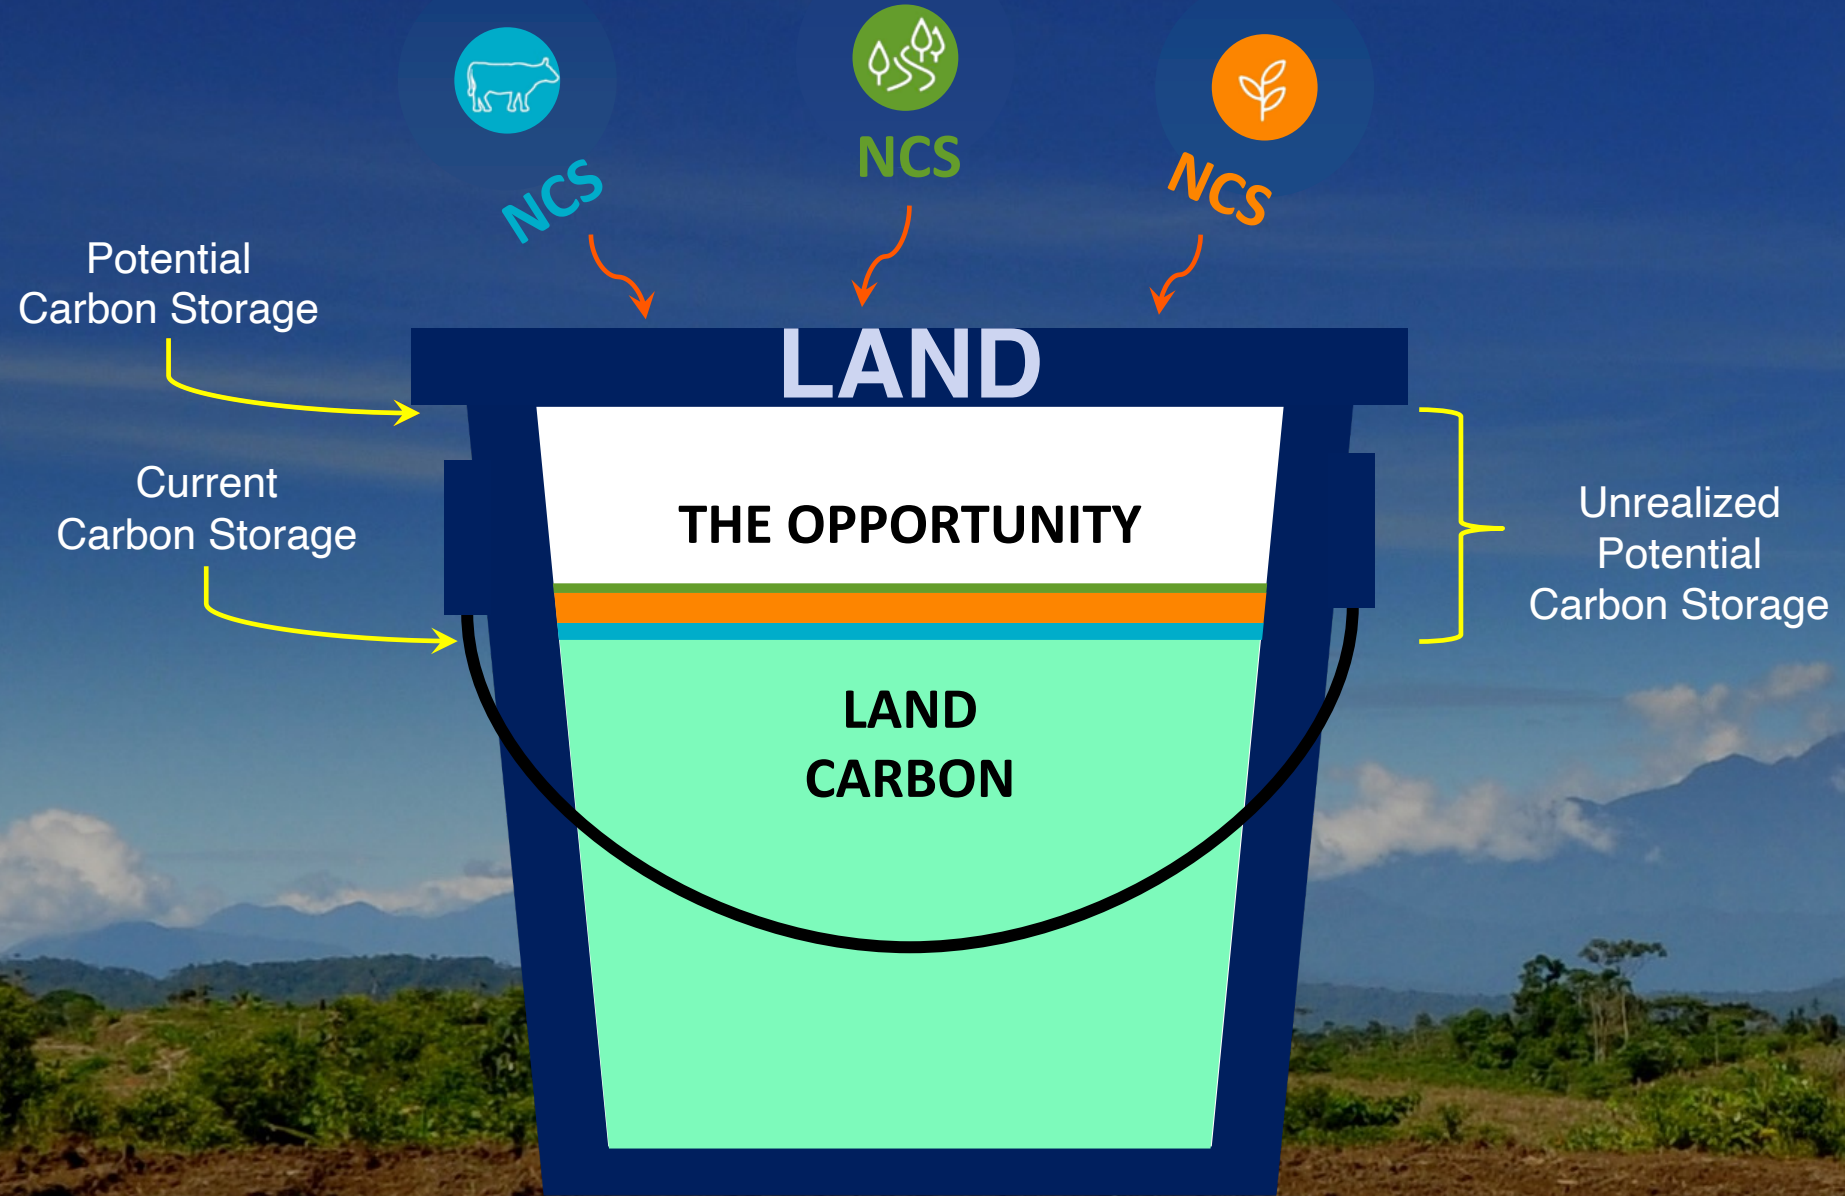 NCS
NCS
NCS
Potential
Carbon Storage
LAND
Current
Carbon Storage
THE OPPORTUNITY
Unrealized
Potential
Carbon Storage
LAND
CARBON